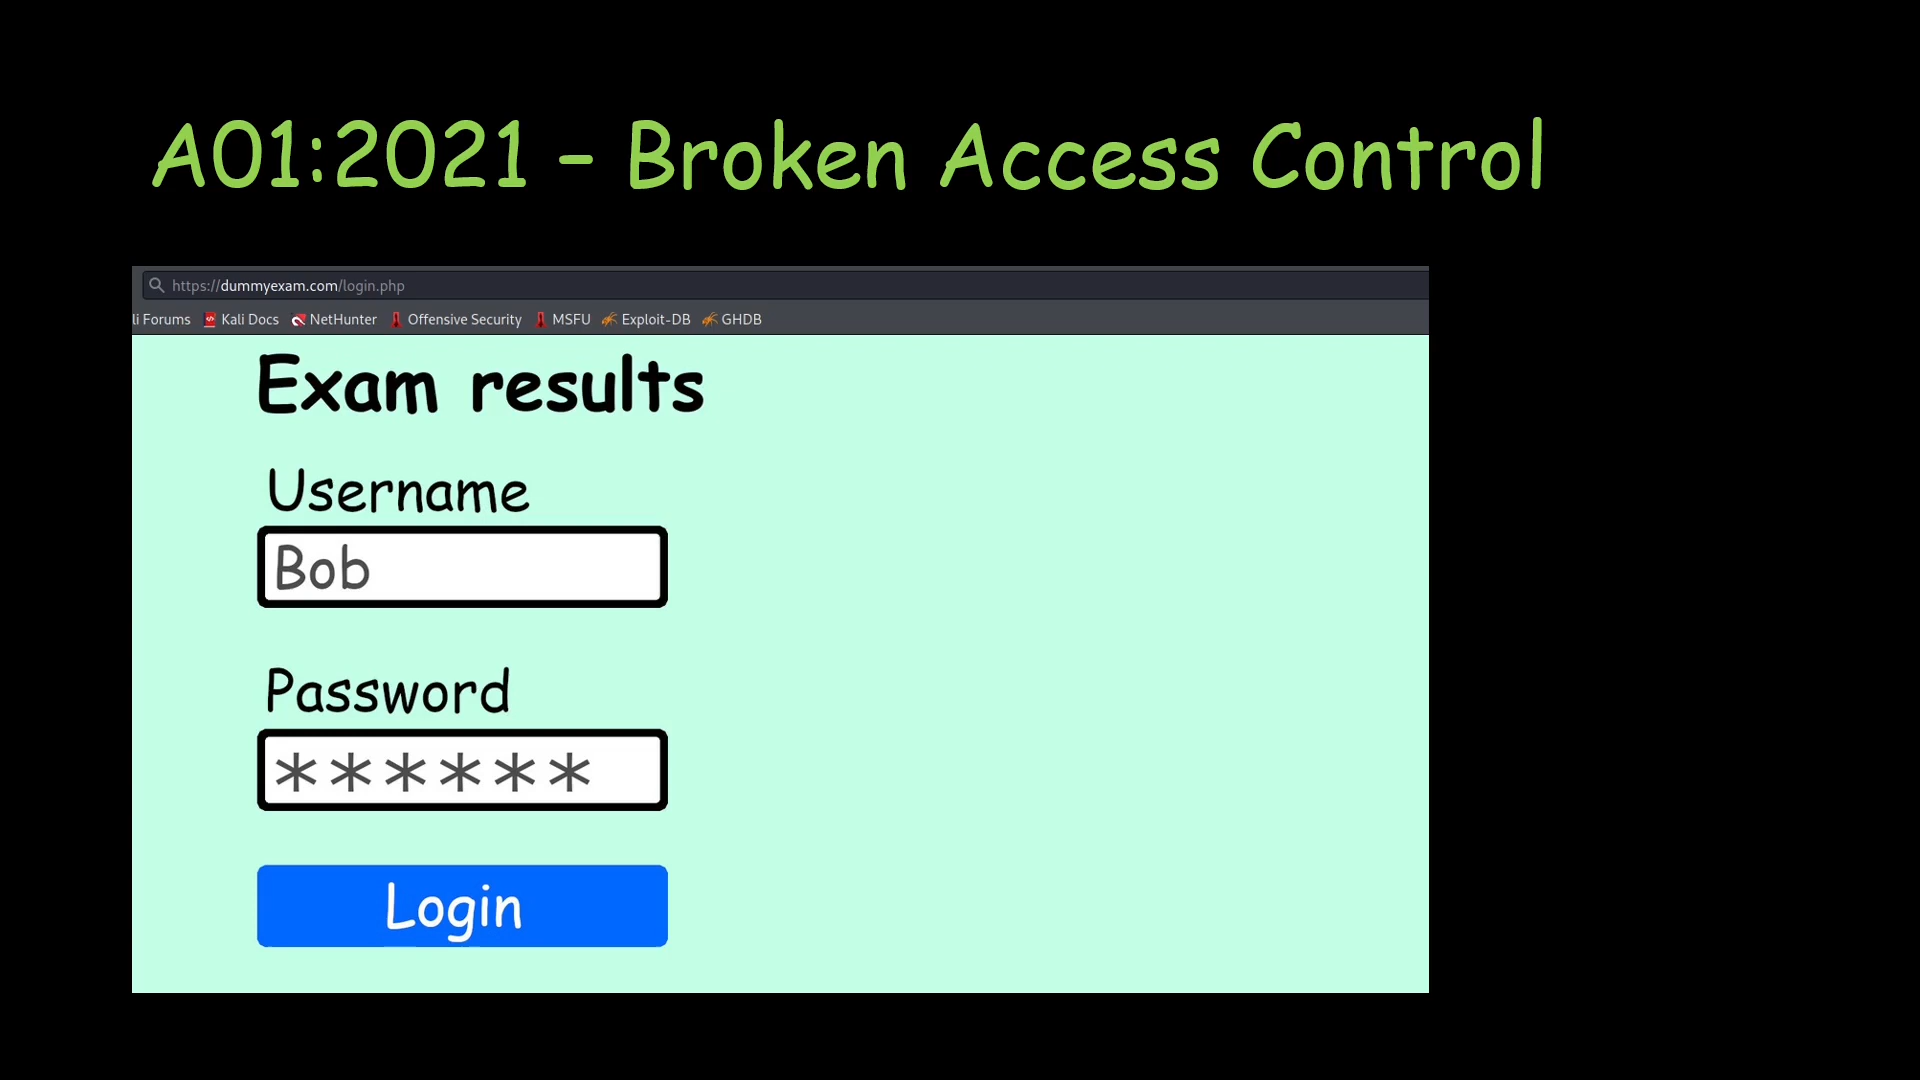 A01:2021 – Broken Access Control
https://dummyexam.com/login.php
li Forums Kali Docs NetHunter Offensive Security MSFU Exploit-DB GHDB
Exam results
Username
Bob
Password
******
Login